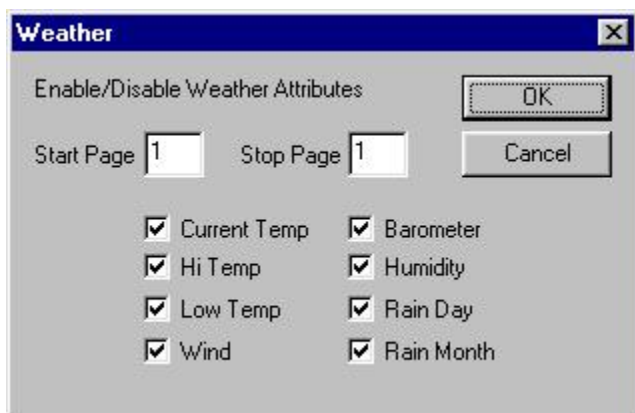 Weather
Enable/Disable Weather Attributes
OK
Start Page 1 Stop Page 1
Cancel
Current Temp Barometer
Hi Temp Humidity
Low Temp Rain Day
Wind Rain Month